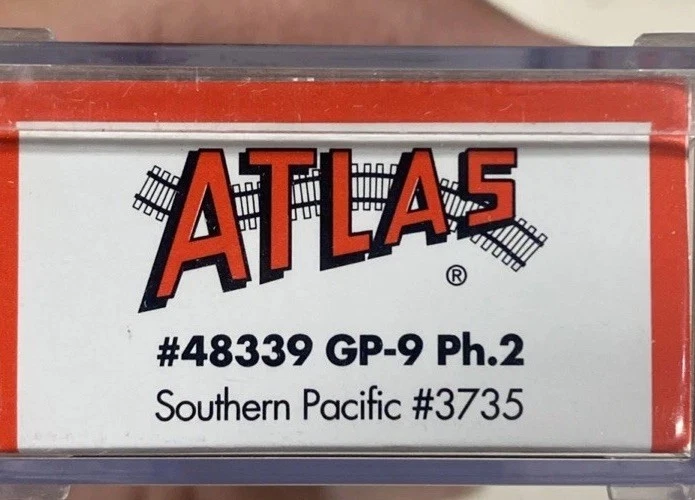 ATLAS
®
#48339 GP-9 Ph.2
Southern Pacific #3735